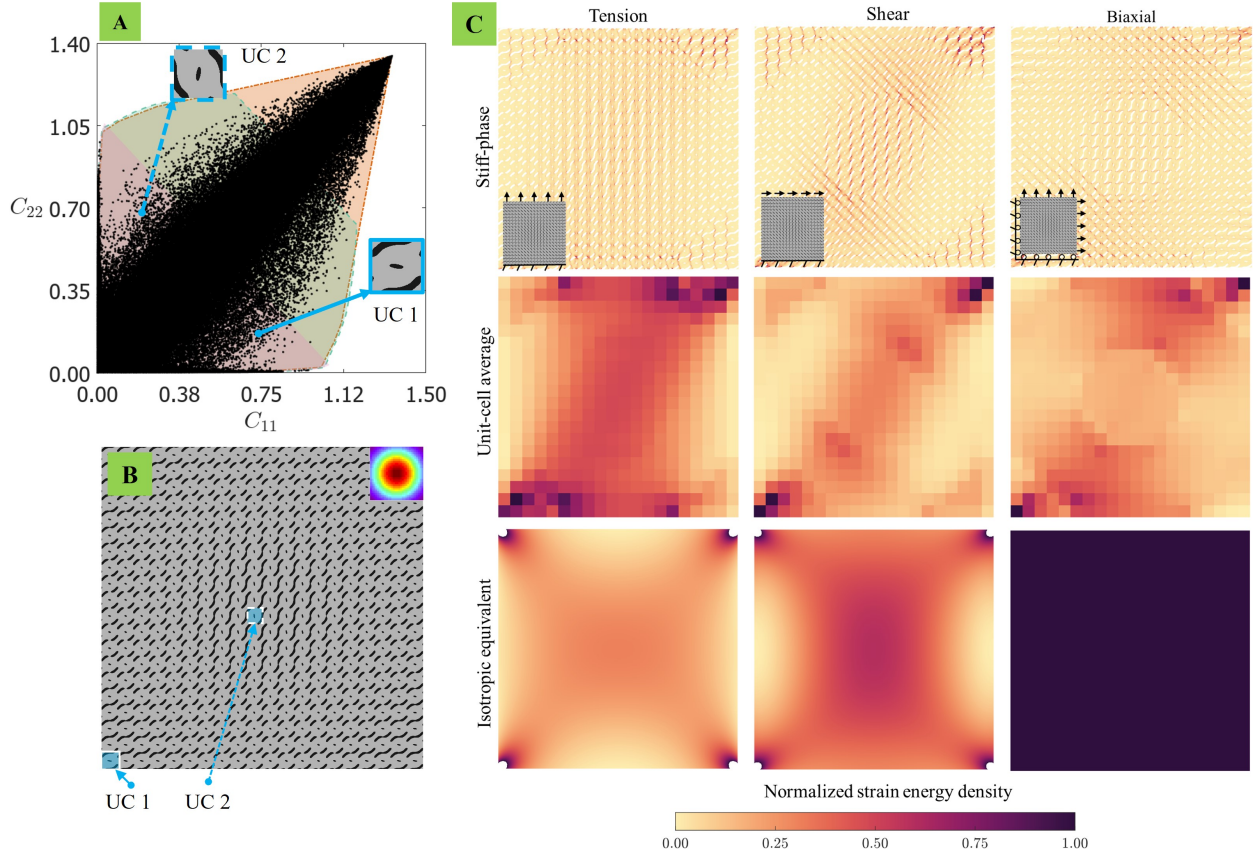 A
1.40
UC 2
1.05
C22
0.70
0.35
UC 1
0.00
0.00 0.38 0.75 1.12 1.50
C11
B
UC 1 UC 2
C
Tension Shear Biaxial
Stiff-phase
Unit-cell average
Isotropic equivalent
Normalized strain energy density
0.00 0.25 0.50 0.75 1.00